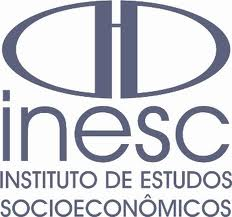 inesc
INSTITUTO DE ESTUDOS
SOCIOECONÔMICOS